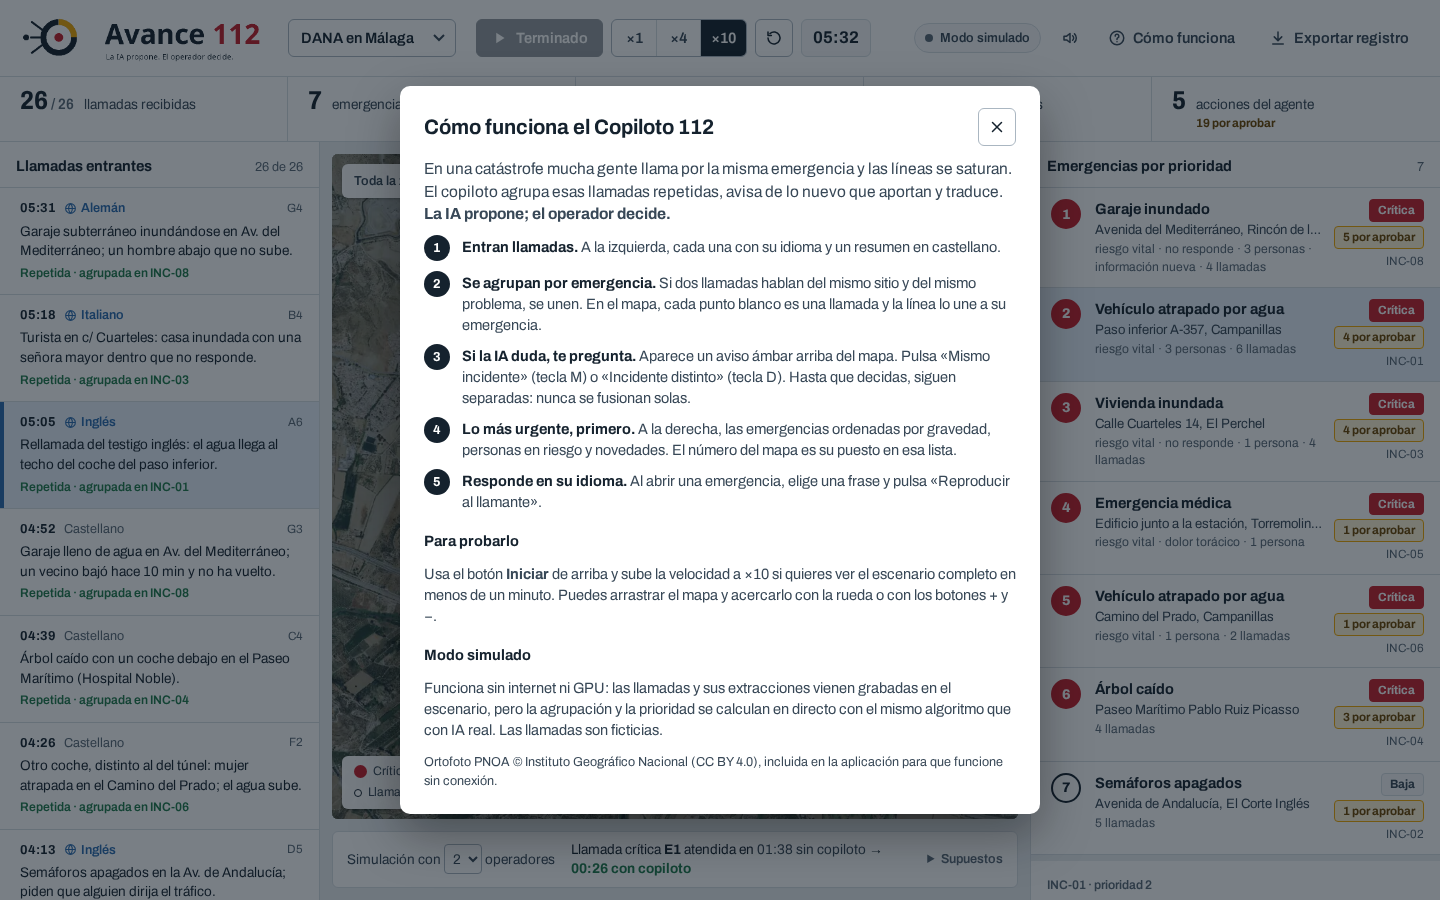 Avance 112
La IA propone. El operador decide.
DANA en Málaga
Terminado
×1 ×4 ×10
05:32
Modo simulado
Cómo funciona
Exportar registro
26 / 26 llamadas recibidas
7
5 acciones del agente
19 por aprobar
Llamadas entrantes
26 de 26
05:31 Alemán G4
Garaje subterráneo inundándose en Av. del
Mediterráneo; un hombre abajo que no sube.
Repetida · agrupada en INC-08
05:18 Italiano B4
Turista en c/ Cuarteles: casa inundada con una
señora mayor dentro que no responde.
Repetida · agrupada en INC-03
05:05 Inglés A6
Rellamada del testigo inglés: el agua llega al
techo del coche del paso inferior.
Repetida · agrupada en INC-01
04:52 Castellano G3
Garaje lleno de agua en Av. del Mediterráneo;
un vecino bajó hace 10 min y no ha vuelto.
Repetida · agrupada en INC-08
04:39 Castellano C4
Árbol caído con un coche debajo en el Paseo
Marítimo (Hospital Noble).
Repetida · agrupada en INC-04
04:26 Castellano F2
Otro coche, distinto al del túnel: mujer
atrapada en el Camino del Prado; el agua sube.
Repetida · agrupada en INC-06
04:13 Inglés D5
Semáforos apagados en la Av. de Andalucía;
piden que alguien dirija el tráfico.
Toda la
Cómo funciona el Copiloto 112
En una catástrofe mucha gente llama por la misma emergencia y las líneas se saturan.
El copiloto agrupa esas llamadas repetidas, avisa de lo nuevo que aportan y traduce.
La IA propone; el operador decide.
1 Entran llamadas. A la izquierda, cada una con su idioma y un resumen en castellano.
2 Se agrupan por emergencia. Si dos llamadas hablan del mismo sitio y del mismo
problema, se unen. En el mapa, cada punto blanco es una llamada y la línea lo une a su
emergencia.
3 Si la IA duda, te pregunta. Aparece un aviso ámbar arriba del mapa. Pulsa «Mismo
incidente» (tecla M) o «Incidente distinto» (tecla D). Hasta que decidas, siguen
separadas: nunca se fusionan solas.
4 Lo más urgente, primero. A la derecha, las emergencias ordenadas por gravedad,
personas en riesgo y novedades. El número del mapa es su puesto en esa lista.
5 Responde en su idioma. Al abrir una emergencia, elige una frase y pulsa «Reproducir
al llamante».
Para probarlo
Usa el botón Iniciar de arriba y sube la velocidad a ×10 si quieres ver el escenario completo en
menos de un minuto. Puedes arrastrar el mapa y acercarlo con la rueda o con los botones + y
−.
Modo simulado
Funciona sin internet ni GPU: las llamadas y sus extracciones vienen grabadas en el
escenario, pero la agrupación y la prioridad se calculan en directo con el mismo algoritmo que
con IA real. Las llamadas son ficticias.
Ortofoto PNOA © Instituto Geográfico Nacional (CC BY 4.0), incluida en la aplicación para que funcione
sin conexión.
Simulación con 2 operadores
Llamada crítica E1 atendida en 01:38 sin copiloto →
00:26 con copiloto
Supuestos
Emergencias por prioridad
7
1 Garaje inundado Crítica
Avenida del Mediterráneo, Rincón de l...
5 por aprobar
riesgo vital · no responde · 3 personas ·
información nueva · 4 llamadas
INC-08
2 Vehículo atrapado por agua Crítica
Paso inferior A-357, Campanillas
4 por aprobar
riesgo vital · 3 personas · 6 llamadas
INC-01
3 Vivienda inundada Crítica
Calle Cuarteles 14, El Perchel
4 por aprobar
riesgo vital · no responde · 1 persona · 4
llamadas
INC-03
4 Emergencia médica Crítica
Edificio junto a la estación, Torremolin...
1 por aprobar
riesgo vital · dolor torácico · 1 persona
INC-05
5 Vehículo atrapado por agua Crítica
Camino del Prado, Campanillas
1 por aprobar
riesgo vital · 1 persona · 2 llamadas
INC-06
6 Árbol caído Crítica
Paseo Marítimo Pablo Ruiz Picasso
3 por aprobar
4 llamadas
INC-04
7 Semáforos apagados Baja
Avenida de Andalucía, El Corte Inglés
1 por aprobar
5 llamadas
INC-02
INC-01 · prioridad 2